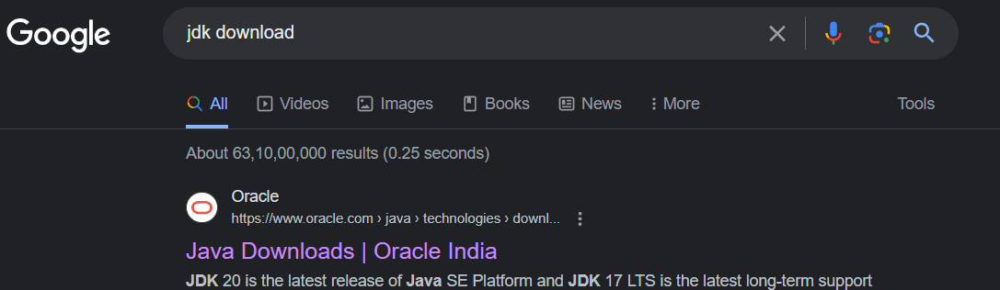 Google
jdk download
All Videos Images Books News More Tools
About 63,10,00,000 results (0.25 seconds)
Oracle
https://www.oracle.com › java › technologies › downl...
Java Downloads | Oracle India
JDK 20 is the latest release of Java SE Platform and JDK 17 LTS is the latest long-term support